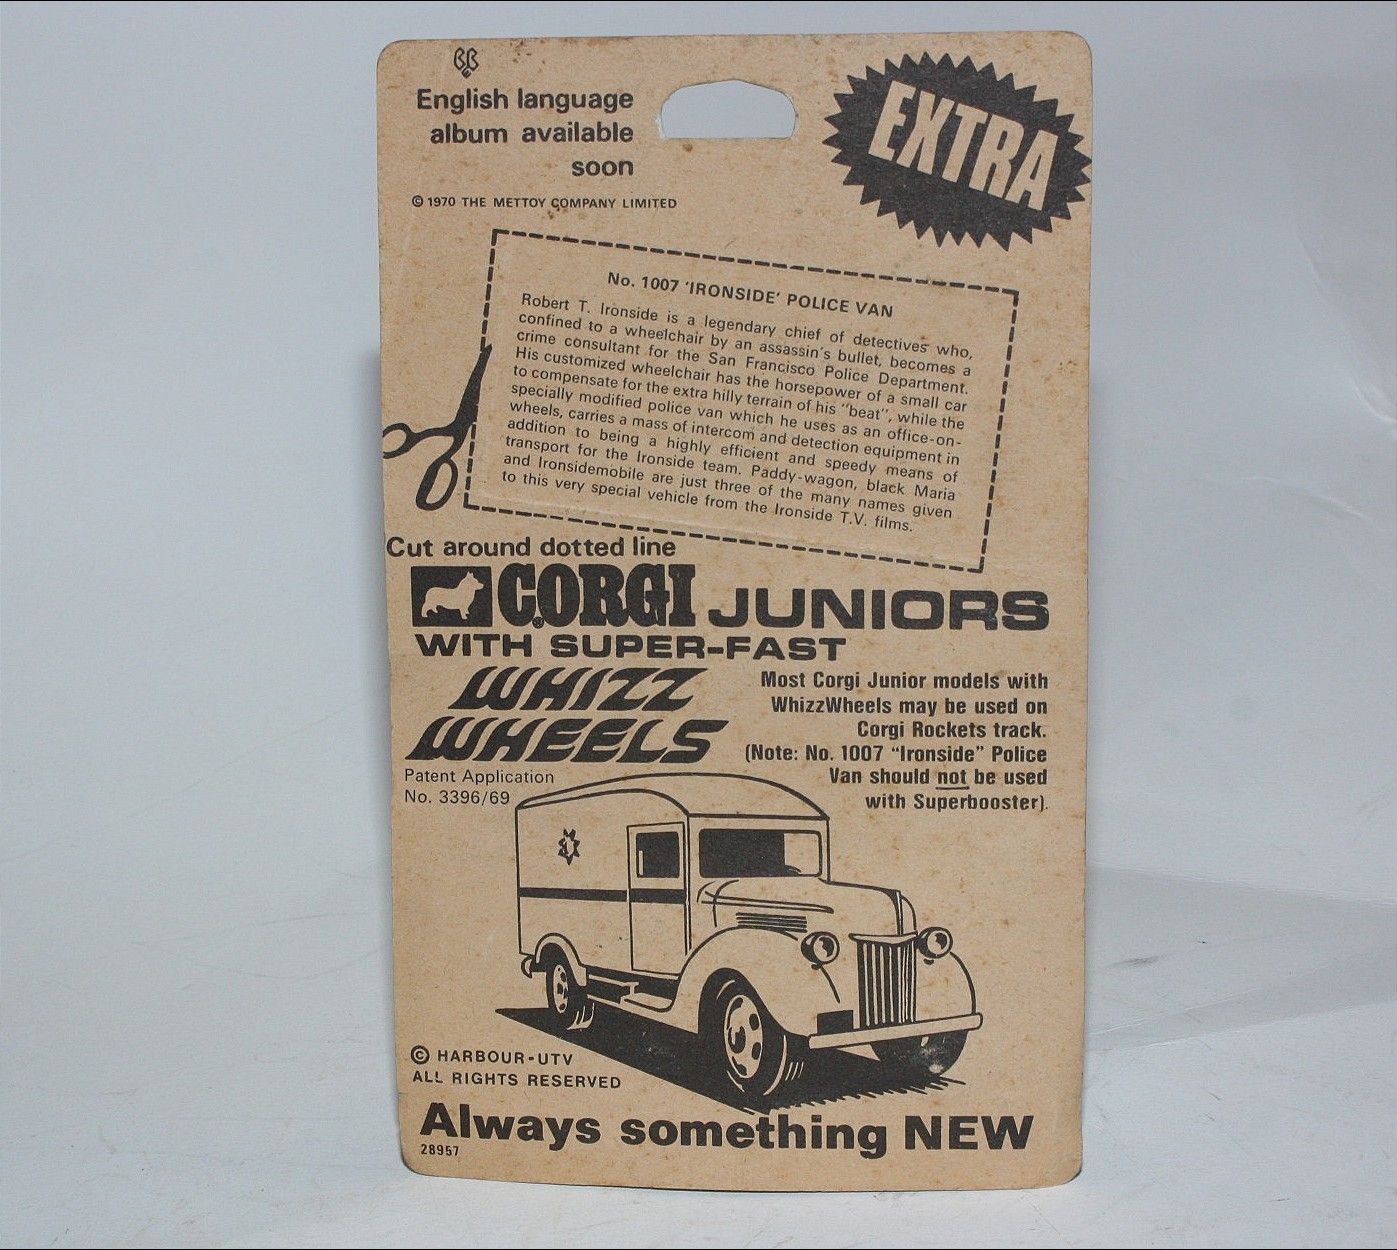 English language
album available
soon
© 1970 THE METTOY COMPANY LIMITED
EXTRA
No. 1007 'IRONSIDE' POLICE VAN
Robert T. Ironside is a legendary chief of detectives who,
confined to a wheelchair by an assassin's bullet, becomes a
crime consultant for the San Francisco Police Department.
His customized wheelchair has the horsepower of a small car
to compensate for the extra hilly terrain of his "beat", while the
specially modified police van which he uses as an office-on-
wheels, carries a mass of intercom and detection equipment in
addition to being a highly efficient and speedy means of
transport for the Ironside team. Paddy-wagon, black Maria
and Ironsidemobile are just three of the many names given
to this very special vehicle from the Ironside T.V. films.
Cut around dotted line
CORGI JUNIORS
WITH SUPER-FAST
WHIZZ
WHEELS
Patent Application
No. 3396/69
Most Corgi Junior models with
WhizzWheels may be used on
Corgi Rockets track.
(Note: No. 1007 "Ironside" Police
Van should not be used
with Superbooster).
© HARBOUR-UTV
ALL RIGHTS RESERVED
Always something NEW
28957